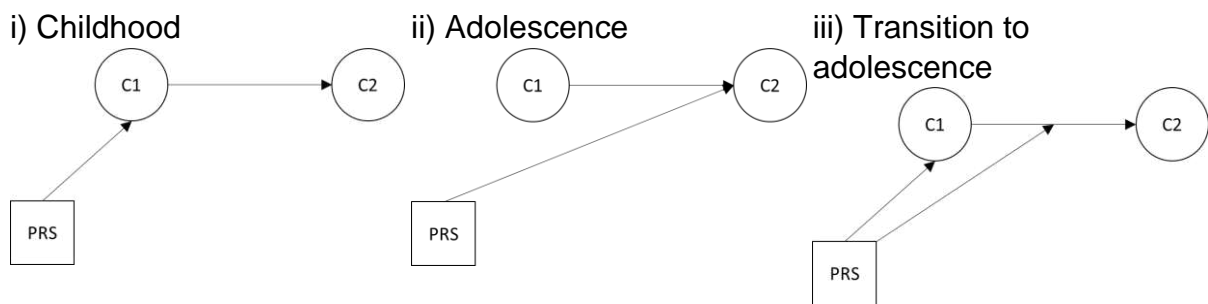 i) Childhood
C1
C2
PRS
ii) Adolescence
C1
C2
PRS
iii) Transition to
adolescence
C1
C2
PRS